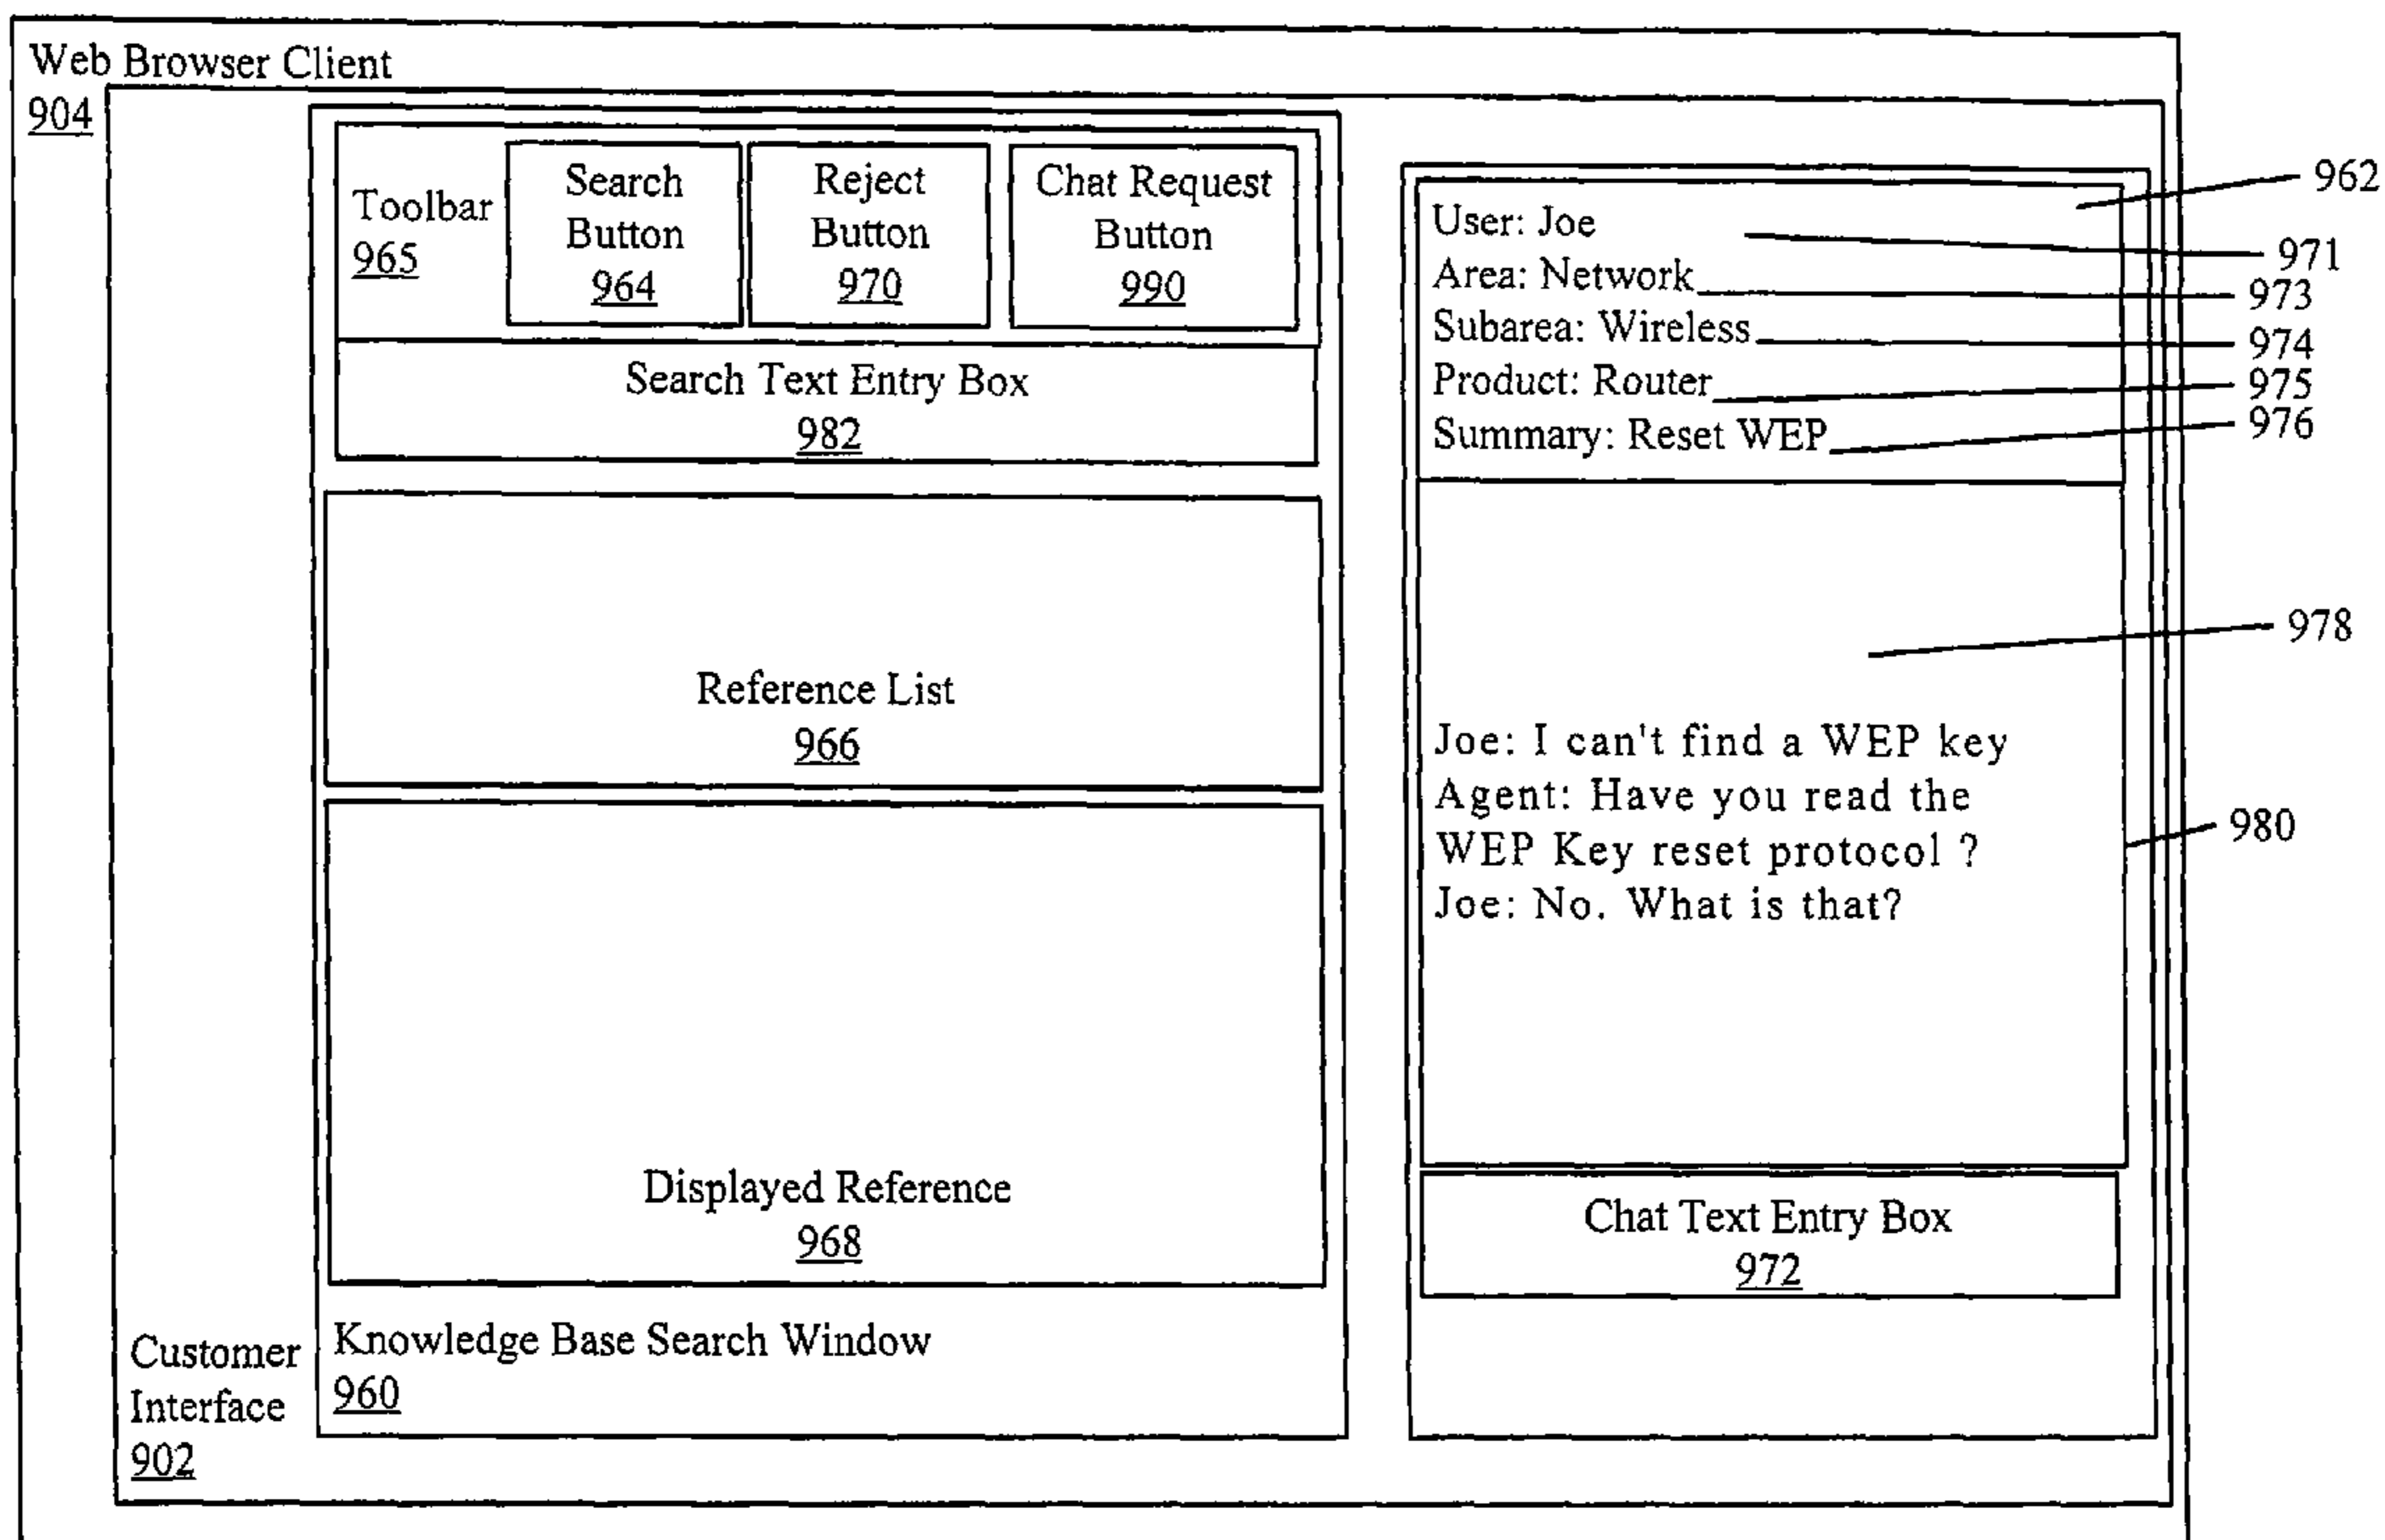 Web Browser Client
904
Toolbar
965
Search
Button
964
Reject
Button
970
Chat Request
Button
990
Search Text Entry Box
982
Reference List
966
Displayed Reference
968
Knowledge Base Search Window
960
Customer
Interface
902
User: Joe
Area: Network
Subarea: Wireless
Product: Router
Summary: Reset WEP
962
971
973
974
975
976
978
Joe: I can't find a WEP key
Agent: Have you read the
WEP Key reset protocol ?
Joe: No. What is that?
980
Chat Text Entry Box
972